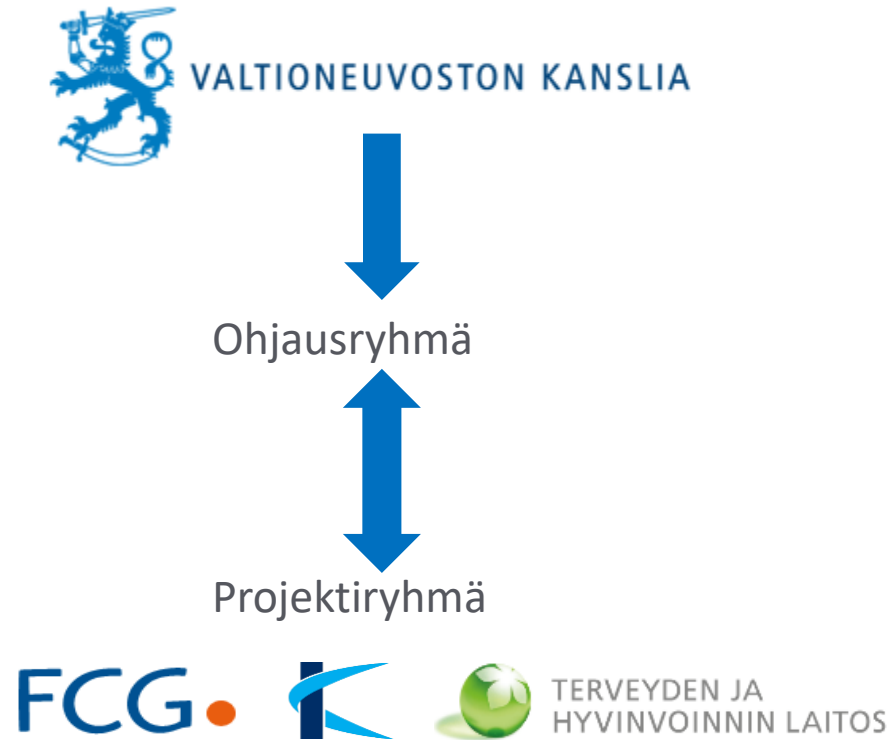 VALTIONEUVOSTON KANSLIA
Ohjausryhmä
Projektiryhmä
FCG.
TERVEYDEN JA
HYVINVOINNIN LAITOS